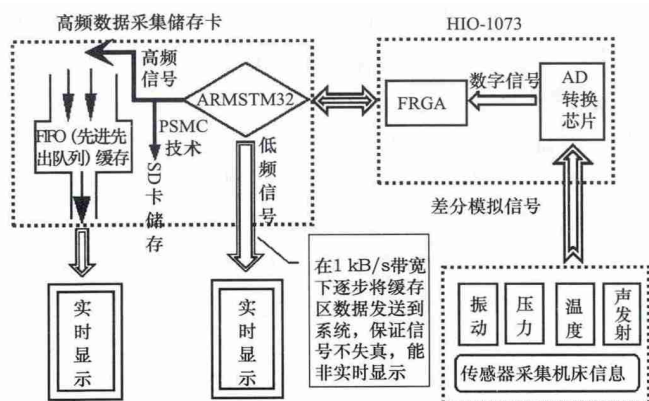 高频数据采集储存卡
HIO-1073
高频
信号
ARMSTM32
FRGA
数字信号
AD
转换
芯片
PSMC
技术
FIFO (先进先
出队列) 缓存
SD卡储存
低频信号
差分模拟信号
在1 kB/s带宽
下逐步将缓存
区数据发送到
系统，保证信
号不失真，能
非实时显示
实时显示
实时显示
振动
压力
温度
声发射
传感器采集机床信息